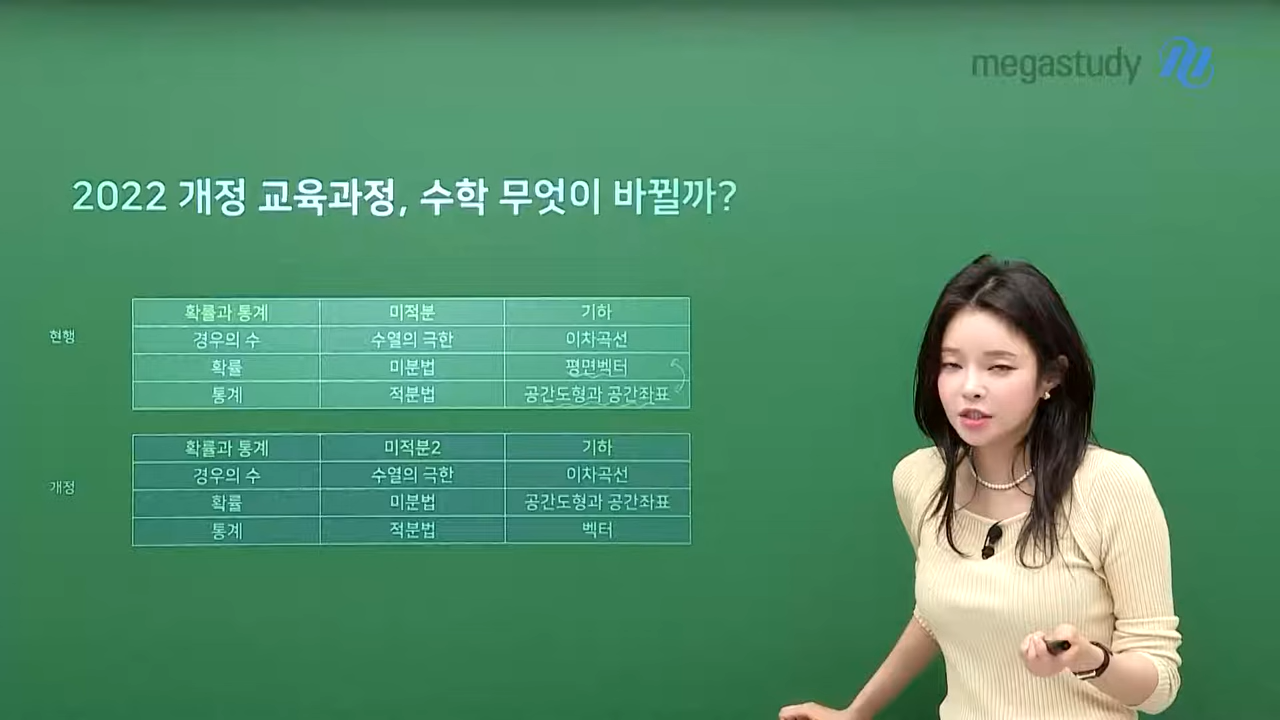 megastudy
2022 개정 교육과정, 수학 무엇이 바뀔까?
현행
확률과 통계 미적분 기하
경우의 수 수열의 극한 이차곡선
확률 미분법 평면벡터
통계 적분법 공간도형과 공간좌표
개정
확률과 통계 미적분2 기하
경우의 수 수열의 극한 이차곡선
확률 미분법 공간도형과 공간좌표
통계 적분법 벡터